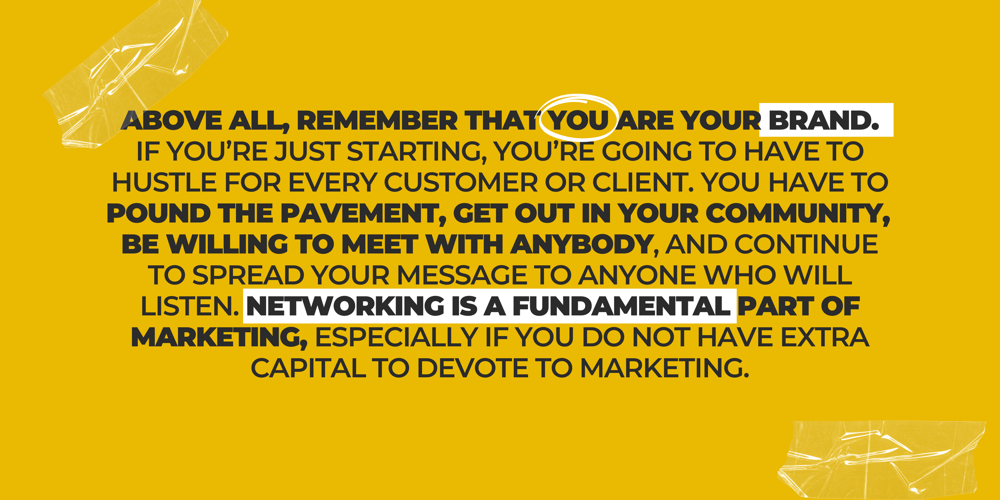 ABOVE ALL, REMEMBER THAT YOU ARE YOUR BRAND.
IF YOU’RE JUST STARTING, YOU’RE GOING TO HAVE TO
HUSTLE FOR EVERY CUSTOMER OR CLIENT. YOU HAVE TO
POUND THE PAVEMENT, GET OUT IN YOUR COMMUNITY,
BE WILLING TO MEET WITH ANYBODY, AND CONTINUE
TO SPREAD YOUR MESSAGE TO ANYONE WHO WILL
LISTEN. NETWORKING IS A FUNDAMENTAL PART OF
MARKETING, ESPECIALLY IF YOU DO NOT HAVE EXTRA
CAPITAL TO DEVOTE TO MARKETING.